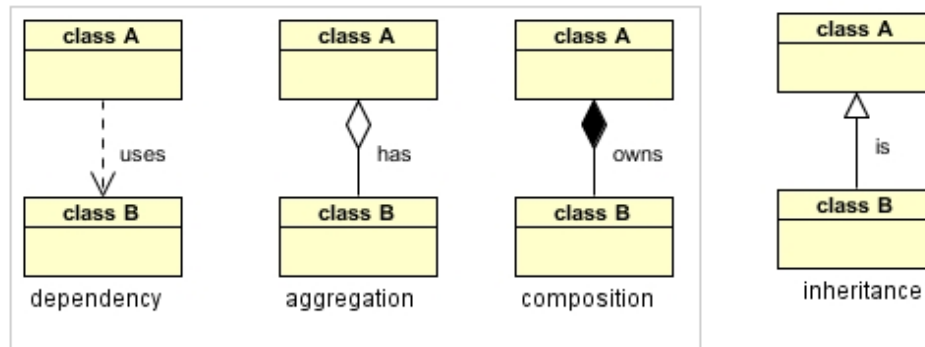 class A
uses
class B
dependency
class A
has
class B
aggregation
class A
owns
class B
composition
class A
is
class B
inheritance